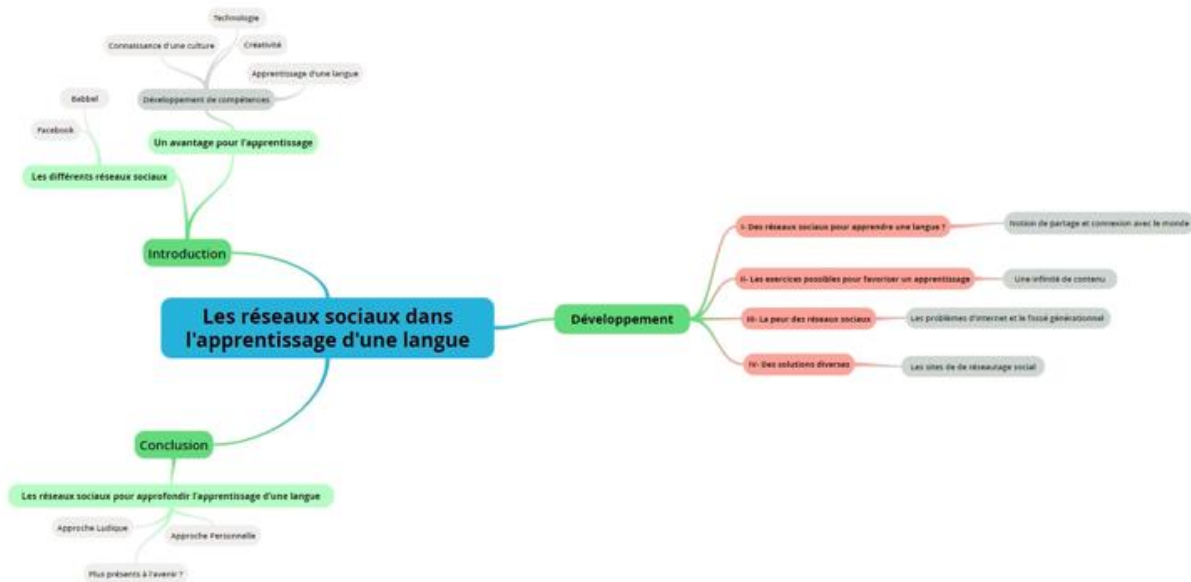 Technologie
Connaissance d'une culture
Créativité
Apprentissage d'une langue
Développement de compétences
Babbel
Facebook
Un avantage pour l'apprentissage
Les différents réseaux sociaux
Introduction
Les réseaux sociaux dans
l'apprentissage d'une langue
Développement
I- Des réseaux sociaux pour apprendre une langue ?
Notion de partage et connexion avec le monde
II- Les exercices possibles pour favoriser un apprentissage
Une infinité de contenu
III- La peur des réseaux sociaux
Les problèmes d'internet et le fossé générationnel
IV- Des solutions diverses
Les sites de de réseautage social
Conclusion
Les réseaux sociaux pour approfondir l'apprentissage d'une langue
Approche Ludique
Approche Personnelle
Plus présents à l'avenir ?